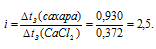 i = Δt₃(сахара) / Δt₃(CaCl₂) = 0,930 / 0,372 = 2,5.